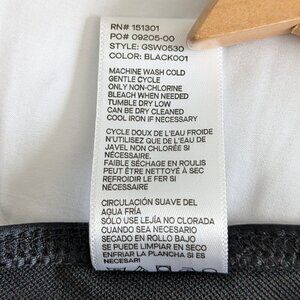 RN# 151301
PO# 09205-00
STYLE: GSW0530
COLOR: BLACK001
MACHINE WASH COLD
GENTLE CYCLE
ONLY NON-CHLORINE
BLEACH WHEN NEEDED
TUMBLE DRY LOW
CAN BE DRY CLEANED
COOL IRON IF NECESSARY
CYCLE DOUX DE L'EAU FROIDE
N'UTILISEZ QUE DE L'EAU DE
JAVEL NON CHLORÉE SI
NÉCESSAIRE.
FAIBLE SÉCHAGE EN ROULIS
PEUT ÊTRE NETTOYÉ À SEC
REFROIDIR LE FER SI
NÉCESSAIRE
CIRCULACIÓN SUAVE DEL
AGUA FRÍA
SÓLO USE LEJÍA NO CLORADA
CUANDO SEA NECESARIO
SECADO EN ROLLO BAJO
SE PUEDE LIMPIAR EN SECO
ENFRIAR LA PLANCHA SI ES
NECESARI